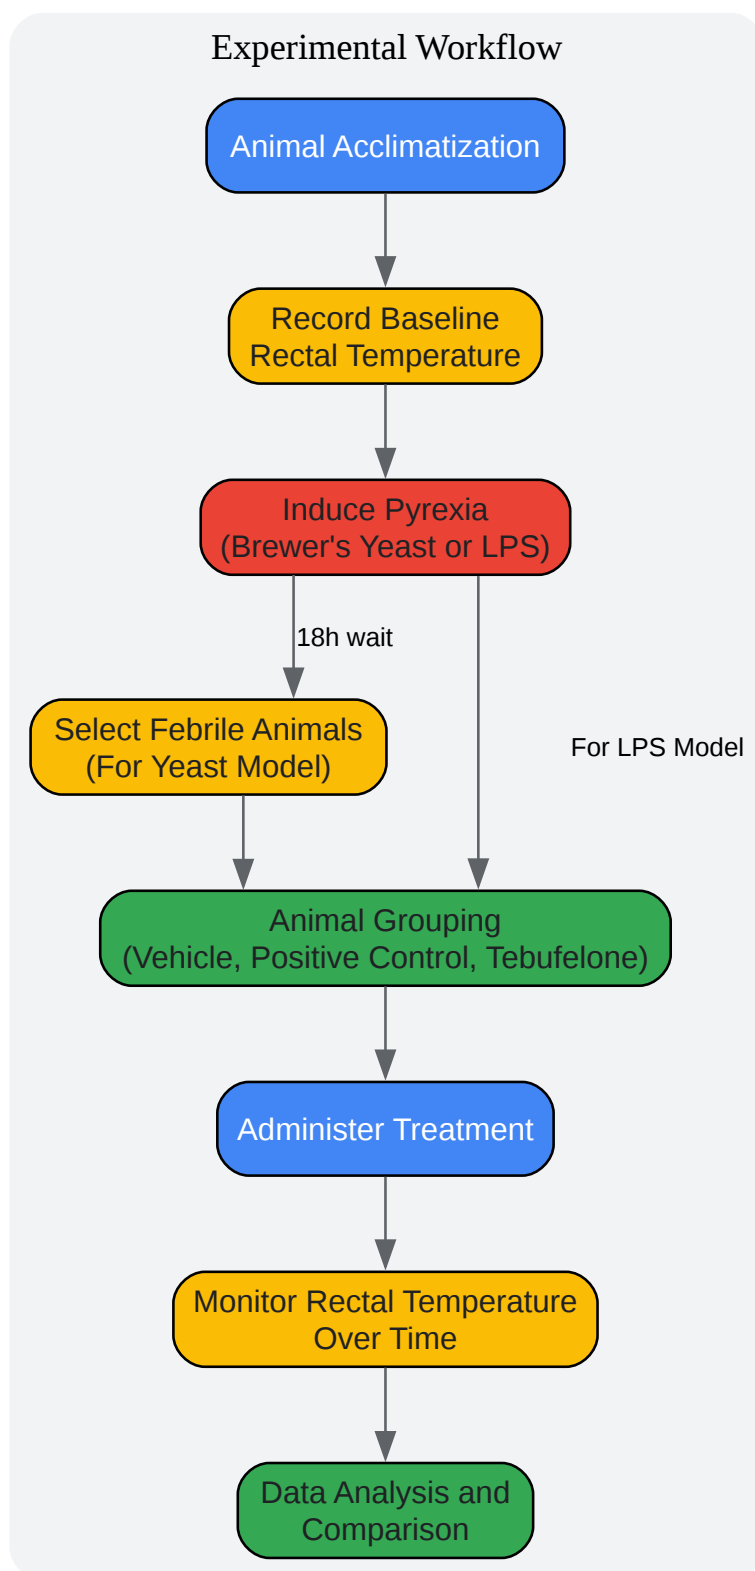 Experimental Workflow
Animal Acclimatization
Record Baseline
Rectal Temperature
Induce Pyrexia
(Brewer's Yeast or LPS)
18h wait
Select Febrile Animals
(For Yeast Model)
For LPS Model
Animal Grouping
(Vehicle, Positive Control, Tebufelone)
Administer Treatment
Monitor Rectal Temperature
Over Time
Data Analysis and
Comparison